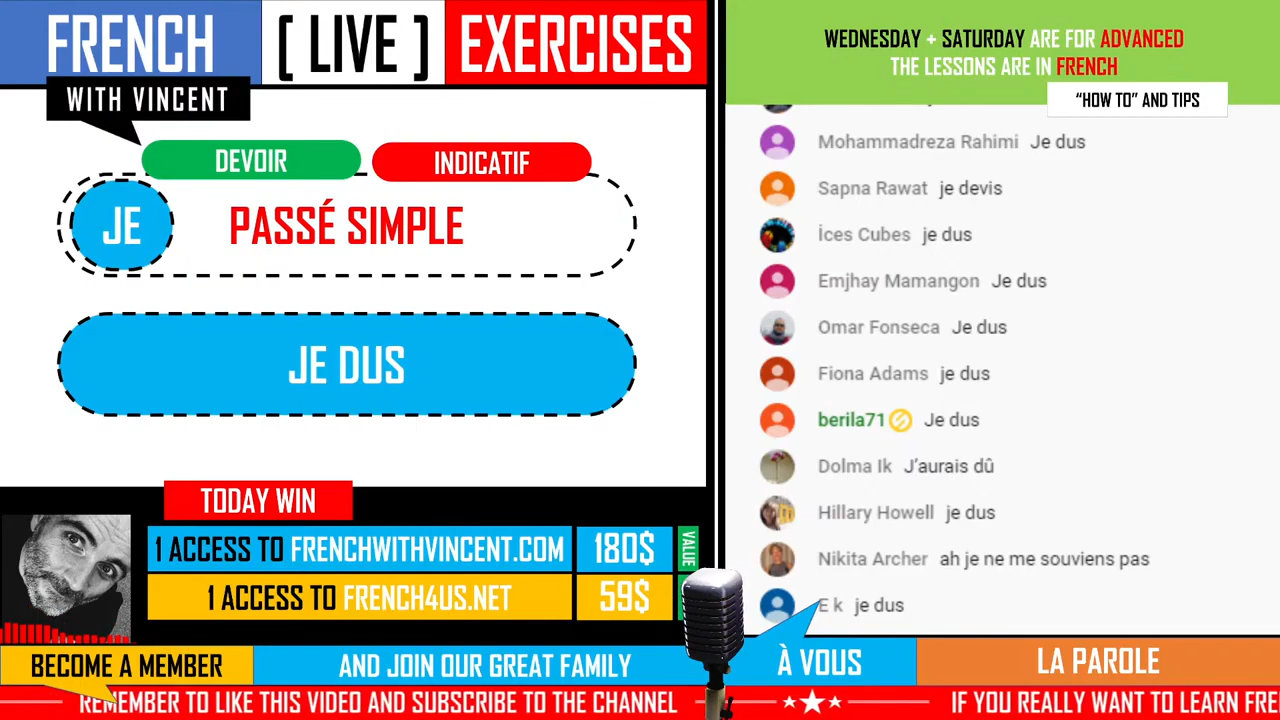 FRENCH [ LIVE ] EXERCISES
WITH VINCENT
DEVOIR INDICATIF
JE PASSÉ SIMPLE
JE DUS
TODAY WIN
1 ACCESS TO FRENCHWITHVINCENT.COM 180$
1 ACCESS TO FRENCH4US.NET 59$
VALUE
WEDNESDAY + SATURDAY ARE FOR ADVANCED
THE LESSONS ARE IN FRENCH
“HOW TO” AND TIPS
Mohammadreza Rahimi Je dus
Sapna Rawat je devis
İces Cubes je dus
Emjhay Mamangon Je dus
Omar Fonseca Je dus
Fiona Adams je dus
berila71 Je dus
Dolma Ik J’aurais dû
Hillary Howell je dus
Nikita Archer ah je ne me souviens pas
E k je dus
BECOME A MEMBER AND JOIN OUR GREAT FAMILY À VOUS LA PAROLE
REMEMBER TO LIKE THIS VIDEO AND SUBSCRIBE TO THE CHANNEL IF YOU REALLY WANT TO LEARN FRE